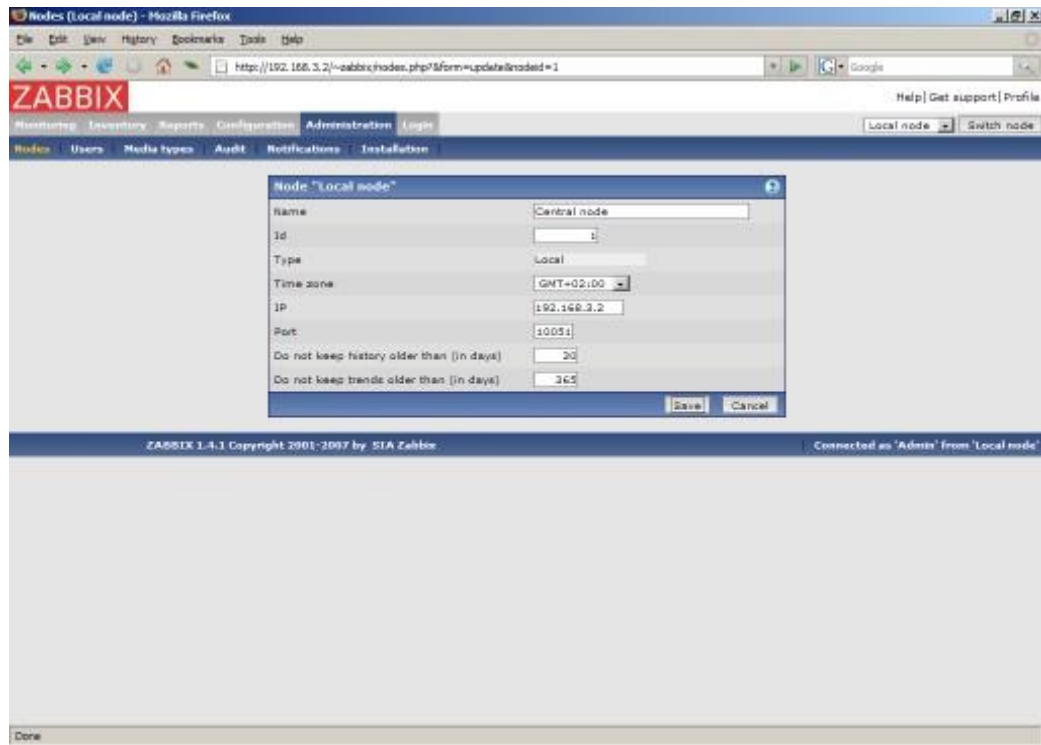 Nodes (Local node) - Mozilla Firefox
File Edit View History Bookmarks Tools Help
http://192.168.3.2/~zabbix/nodes.php?&form=update&nodeid=1 Google
ZABBIX
Help | Get support | Profile
Monitoring Inventory Reports Configuration Administration Login
Local node Switch node
Nodes Users Media types Audit Notifications Installation
Node "Local node"
Name Central node
Id 1
Type Local
Time zone GMT+02:00
IP 192.168.3.2
Port 10051
Do not keep history older than (in days)
Do not keep trends older than (in days) 365
Save Cancel
ZABBIX 1.4.1 Copyright 2001-2007 by SIA Zabbix
Connected as 'Admin' from 'Local node'
Done